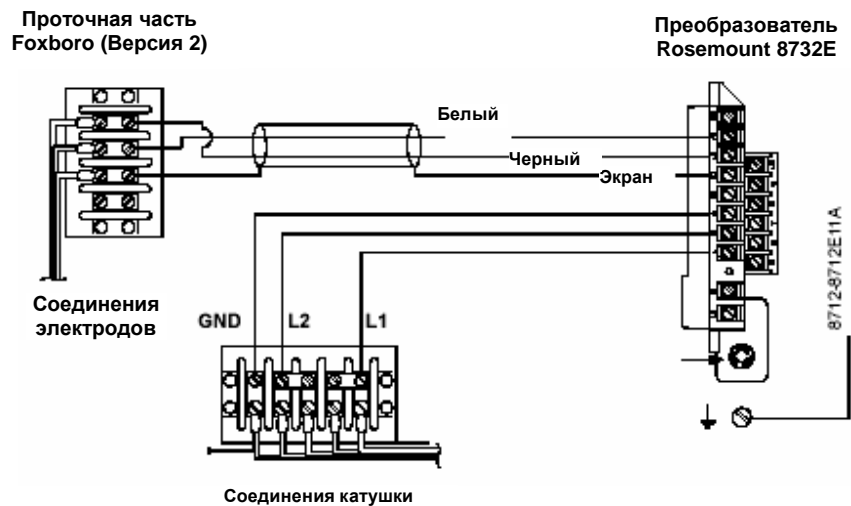 Проточная часть
Foxboro (Версия 2)
Преобразователь
Rosemount 8732E
Белый
Черный
Экран
Соединения
электродов
GND
L2
L1
8712-8712E11A
Соединения катушки